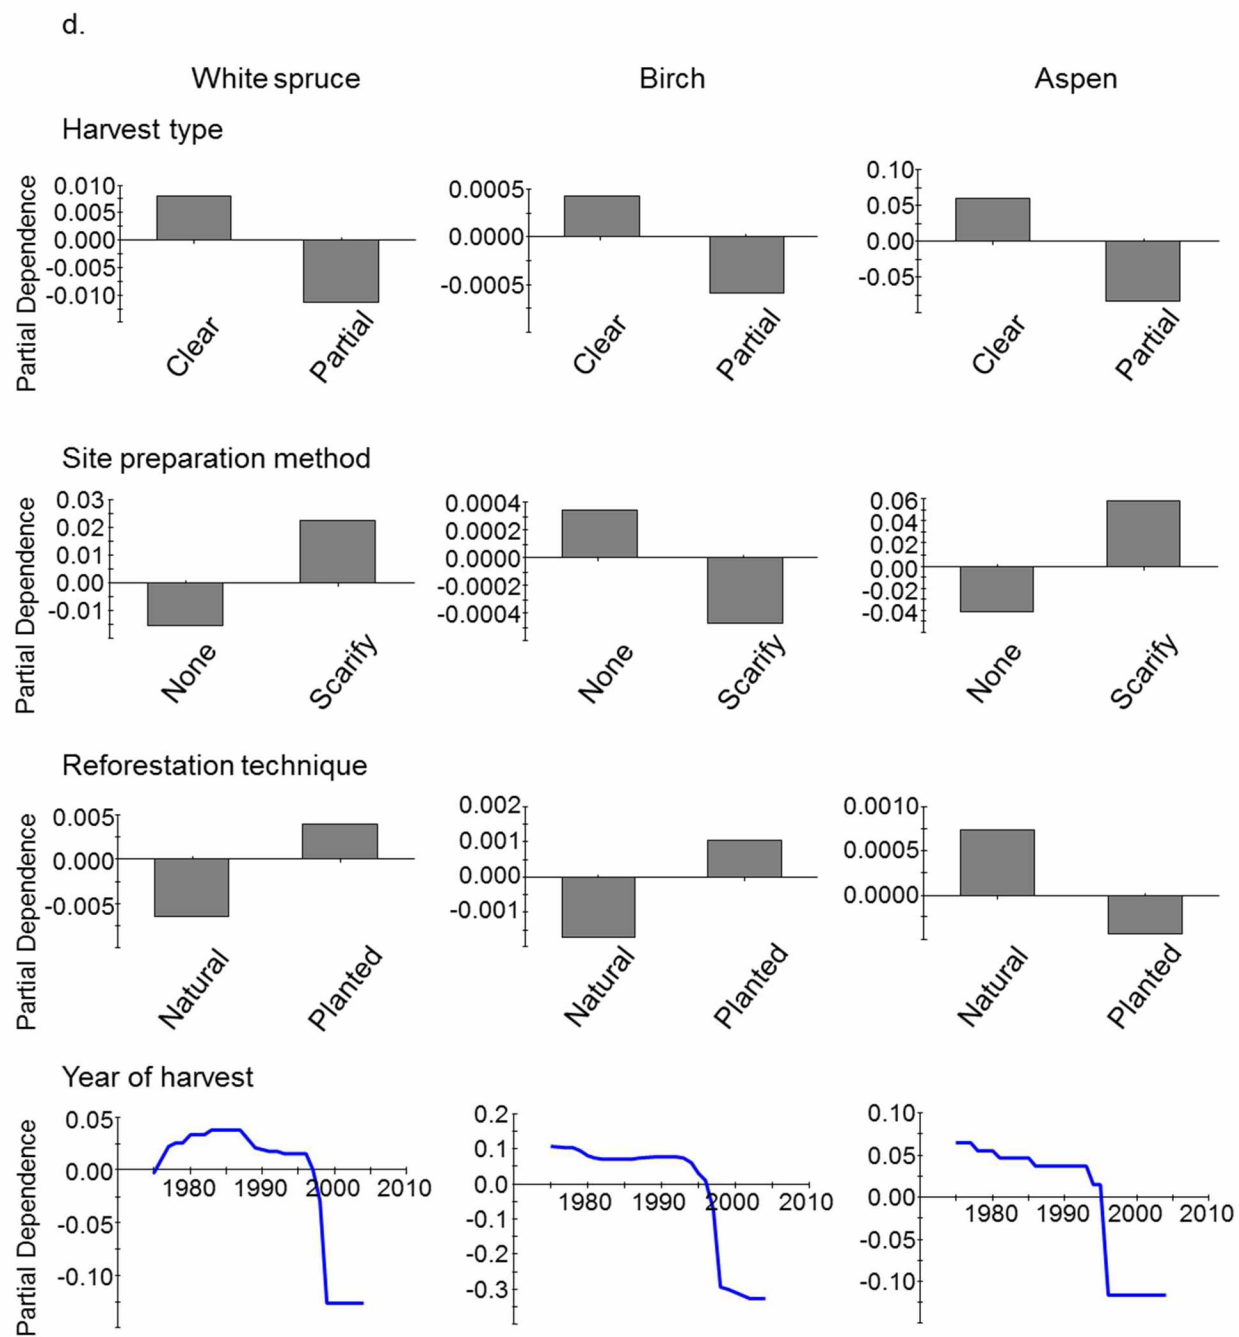 d.
White spruce Birch Aspen
Harvest type
Partial Dependence
0.010
0.005
0.000
-0.005
-0.010
Clear Partial
0.0005
0.0000
-0.0005
Clear Partial
0.10
0.05
0.00
-0.05
Clear Partial
Site preparation method
Partial Dependence
0.03
0.02
0.01
0.00
-0.01
None Scarify
0.0004
0.0002
0.0000
-0.0002
-0.0004
None Scarify
0.06
0.04
0.02
0.00
-0.02
-0.04
None Scarify
Reforestation technique
Partial Dependence
0.005
0.000
-0.005
Natural Planted
0.002
0.001
0.000
-0.001
Natural Planted
0.0010
0.0005
0.0000
Natural Planted
Year of harvest
Partial Dependence
0.05
0.00
-0.05
-0.10
1980 1990 2000 2010
0.2
0.1
0.0
-0.1
-0.2
-0.3
1980 1990 2000 2010
0.10
0.05
0.00
-0.05
-0.10
1980 1990 2000 2010